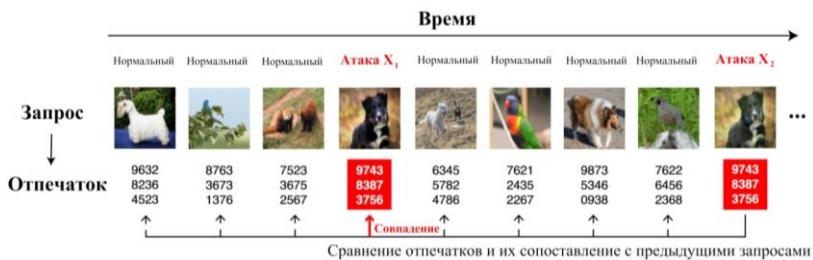 Время
Нормальный Нормальный Нормальный Атака X1 Нормальный Нормальный Нормальный Нормальный Атака X2
Запрос
...
Отпечаток
9632 8763 7523 9743 6345 7621 9873 7622 9743
8236 3673 3675 8387 5782 2435 5346 6456 8387
4523 1376 2567 3756 4786 2267 0938 2368 3756
Совпадение
Сравнение отпечатков и их сопоставление с предыдущими запросами